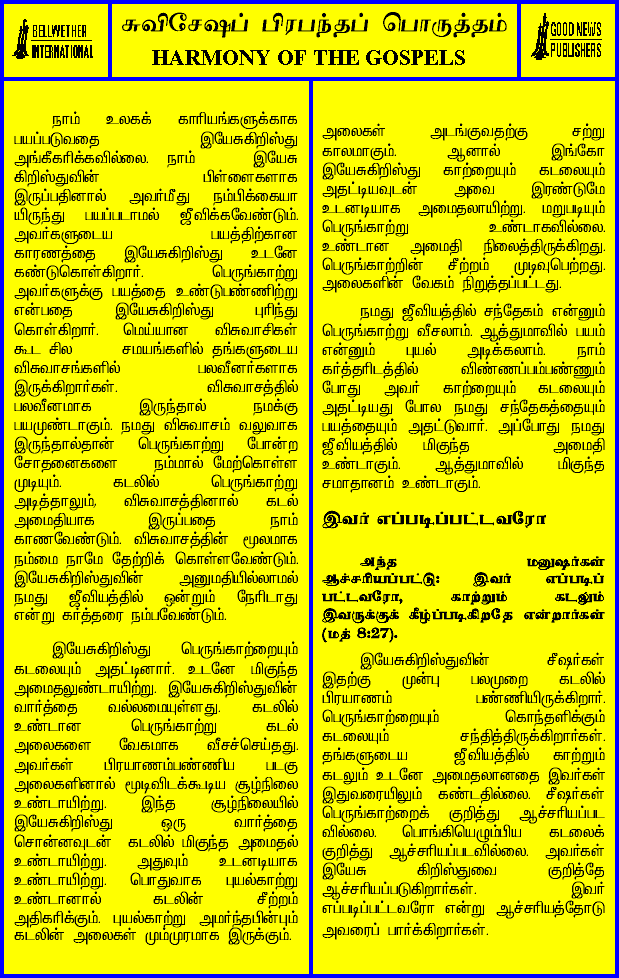 BELLWETHER
INTERNATIONAL
சுவிசேஷப் பிரபந்தப் பொருத்தம்
HARMONY OF THE GOSPELS
GOOD NEWS
PUBLISHERS
நாம் உலகக் காரியங்களுக்காக
பயப்படுவதை இயேசுகிறிஸ்து
அங்கீகரிக்கவில்லை. நாம் இயேசு
கிறிஸ்துவின் பிள்ளைகளாக
இருப்பதினால் அவர்மீது நம்பிக்கையா
யிருந்து பயப்படாமல் ஜீவிக்கவேண்டும்.
அவர்களுடைய பயத்திற்கான
காரணத்தை இயேசுகிறிஸ்து உடனே
கண்டுகொள்கிறார். பெருங்காற்று
அவர்களுக்கு பயத்தை உண்டுபண்ணிற்று
என்பதை இயேசுகிறிஸ்து புரிந்து
கொள்கிறார். மெய்யான விசுவாசிகள்
கூட சில சமயங்களில் தங்களுடைய
விசுவாசங்களில் பலவீனர்களாக
இருக்கிறார்கள். விசுவாசத்தில்
பலவீனமாக இருந்தால் நமக்கு
பயமுண்டாகும். நமது விசுவாசம் வலுவாக
இருந்தால்தான் பெருங்காற்று போன்ற
சோதனைகளை நம்மால் மேற்கொள்ள
முடியும். கடலில் பெருங்காற்று
அடித்தாலும், விசுவாசத்தினால் கடல்
அமைதியாக இருப்பதை நாம்
காணவேண்டும். விசுவாசத்தின் மூலமாக
நம்மை நாமே தேற்றிக் கொள்ளவேண்டும்.
இயேசுகிறிஸ்துவின் அனுமதியில்லாமல்
நமது ஜீவியத்தில் ஒன்றும் நேரிடாது
என்று கர்த்தரை நம்பவேண்டும்.
இயேசுகிறிஸ்து பெருங்காற்றையும்
கடலையும் அதட்டினார். உடனே மிகுந்த
அமைதலுண்டாயிற்று. இயேசுகிறிஸ்துவின்
வார்த்தை வல்லமையுள்ளது. கடலில்
உண்டான பெருங்காற்று கடல்
அலைகளை வேகமாக வீசச்செய்தது.
அவர்கள் பிரயாணம்பண்ணிய படகு
அலைகளினால் மூடிவிடக்கூடிய சூழ்நிலை
உண்டாயிற்று. இந்த சூழ்நிலையில்
இயேசுகிறிஸ்து ஒரு வார்த்தை
சொன்னவுடன் கடலில் மிகுந்த அமைதல்
உண்டாயிற்று. அதுவும் உடனடியாக
உண்டாயிற்று. பொதுவாக புயல்காற்று
உண்டானால் கடலின் சீற்றம்
அதிகரிக்கும். புயல்காற்று அமர்ந்தபின்பும்
கடலின் அலைகள் மும்முரமாக இருக்கும்.
அலைகள் அடங்குவதற்கு சற்று
காலமாகும். ஆனால் இங்கோ
இயேசுகிறிஸ்து காற்றையும் கடலையும்
அதட்டியவுடன் அவை இரண்டுமே
உடனடியாக அமைதலாயிற்று. மறுபடியும்
பெருங்காற்று உண்டாகவில்லை.
உண்டான அமைதி நிலைத்திருக்கிறது.
பெருங்காற்றின் சீற்றம் முடிவுபெற்றது.
அலைகளின் வேகம் நிறுத்தப்பட்டது.
நமது ஜீவியத்தில் சந்தேகம் என்னும்
பெருங்காற்று வீசலாம். ஆத்துமாவில் பயம்
என்னும் புயல் அடிக்கலாம். நாம்
கர்த்தரிடத்தில் விண்ணப்பம்பண்ணும்
போது அவர் காற்றையும் கடலையும்
அதட்டியது போல நமது சந்தேகத்தையும்
பயத்தையும் அதட்டுவார். அப்போது நமது
ஜீவியத்தில் மிகுந்த அமைதி
உண்டாகும். ஆத்துமாவில் மிகுந்த
சமாதானம் உண்டாகும்.
இவர் எப்படிப்பட்டவரோ
அந்த மனுஷர்கள்
ஆச்சரியப்பட்டு: இவர் எப்படிப்
பட்டவரோ, காற்றும் கடலும்
இவருக்குக் கீழ்ப்படிகிறதே என்றார்கள்
(மத் 8:27).
இயேசுகிறிஸ்துவின் சீஷர்கள்
இதற்கு முன்பு பலமுறை கடலில்
பிரயாணம் பண்ணியிருக்கிறார்.
பெருங்காற்றையும் கொந்தளிக்கும்
கடலையும் சந்தித்திருக்கிறார்கள்.
தங்களுடைய ஜீவியத்தில் காற்றும்
கடலும் உடனே அமைதலானதை இவர்கள்
இதுவரையிலும் கண்டதில்லை. சீஷர்கள்
பெருங்காற்றைக் குறித்து ஆச்சரியப்பட
வில்லை. பொங்கியெழும்பிய கடலைக்
குறித்து ஆச்சரியப்படவில்லை. அவர்கள்
இயேசு கிறிஸ்துவை குறித்தே
ஆச்சரியப்படுகிறார்கள். இவர்
எப்படிப்பட்டவரோ என்று ஆச்சரியத்தோடு
அவரைப் பார்க்கிறார்கள்.